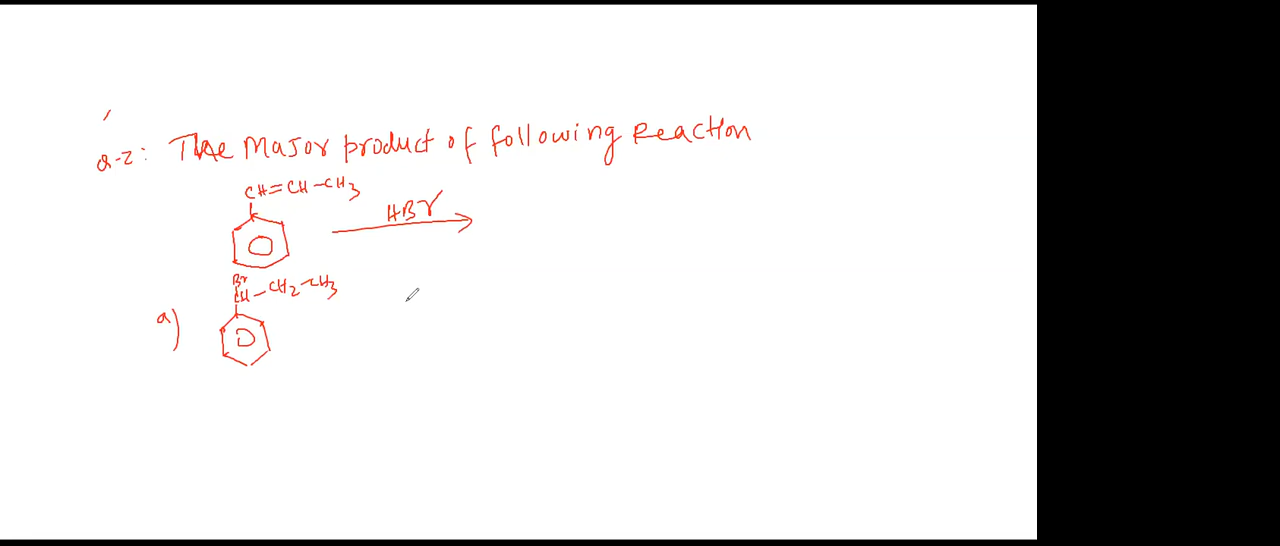 Q-2: The Major product of following Reaction
CH=CH-CH3
HBr
Br
CH-CH2-CH3
a)